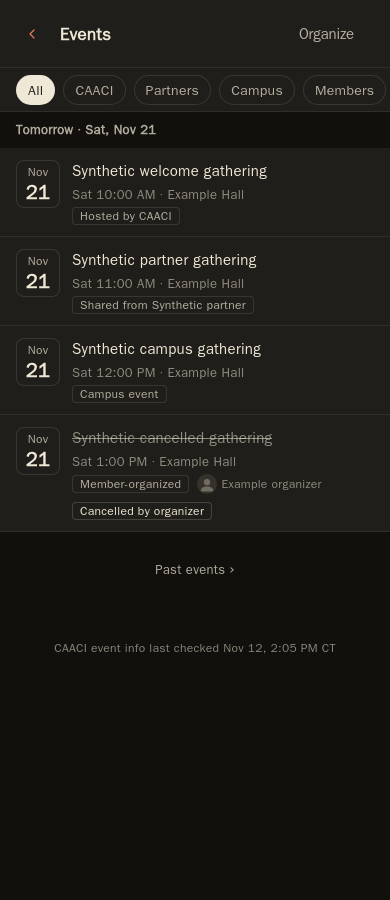 Events
Organize
All
CAACI
Partners
Campus
Members
Tomorrow · Sat, Nov 21
Nov
21
Synthetic welcome gathering
Sat 10:00 AM · Example Hall
Hosted by CAACI
Nov
21
Synthetic partner gathering
Sat 11:00 AM · Example Hall
Shared from Synthetic partner
Nov
21
Synthetic campus gathering
Sat 12:00 PM · Example Hall
Campus event
Nov
21
Synthetic cancelled gathering
Sat 1:00 PM · Example Hall
Member-organized
Example organizer
Cancelled by organizer
Past events ›
CAACI event info last checked Nov 12, 2:05 PM CT